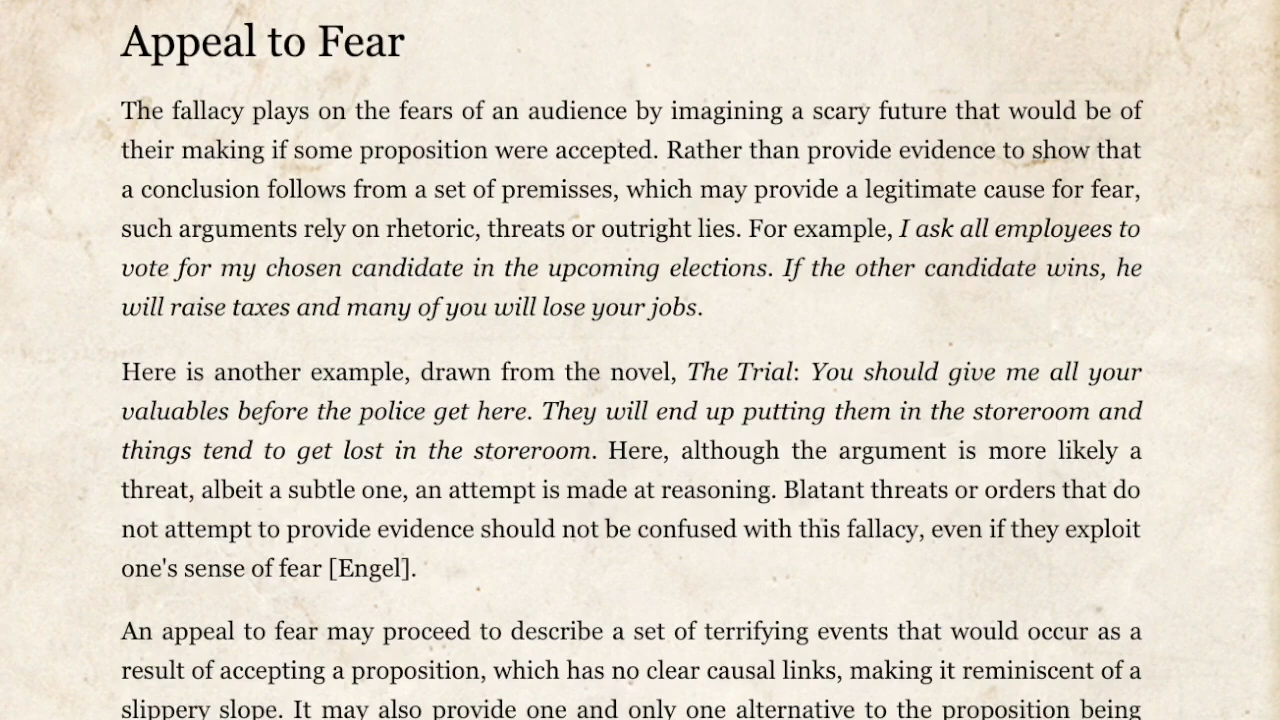 Appeal to Fear
The fallacy plays on the fears of an audience by imagining a scary future that would be of
their making if some proposition were accepted. Rather than provide evidence to show that
a conclusion follows from a set of premisses, which may provide a legitimate cause for fear,
such arguments rely on rhetoric, threats or outright lies. For example, I ask all employees to
vote for my chosen candidate in the upcoming elections. If the other candidate wins, he
will raise taxes and many of you will lose your jobs.
Here is another example, drawn from the novel, The Trial: You should give me all your
valuables before the police get here. They will end up putting them in the storeroom and
things tend to get lost in the storeroom. Here, although the argument is more likely a
threat, albeit a subtle one, an attempt is made at reasoning. Blatant threats or orders that do
not attempt to provide evidence should not be confused with this fallacy, even if they exploit
one's sense of fear [Engel].
An appeal to fear may proceed to describe a set of terrifying events that would occur as a
result of accepting a proposition, which has no clear causal links, making it reminiscent of a
slippery slope. It may also provide one and only one alternative to the proposition being